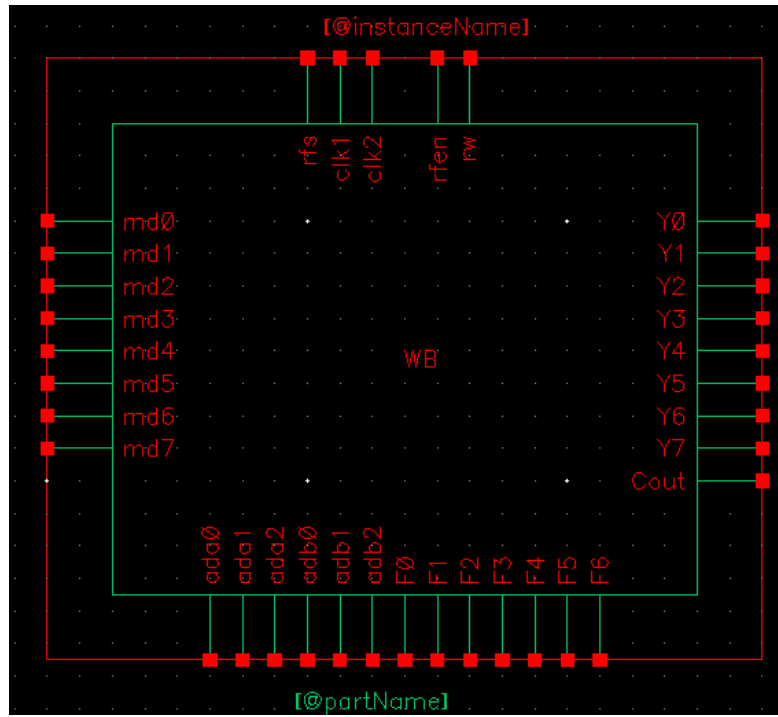 [@instanceName]
rfs clk1 clk2 rfen rw
md0 Y0
md1 Y1
md2 Y2
md3 Y3
md4 Y4
WB
md5 Y5
md6 Y6
md7 Y7
Cout
ada0 ada1 ada2 adb0 adb1 adb2 F0 F1 F2 F3 F4 F5 F6
[@partName]